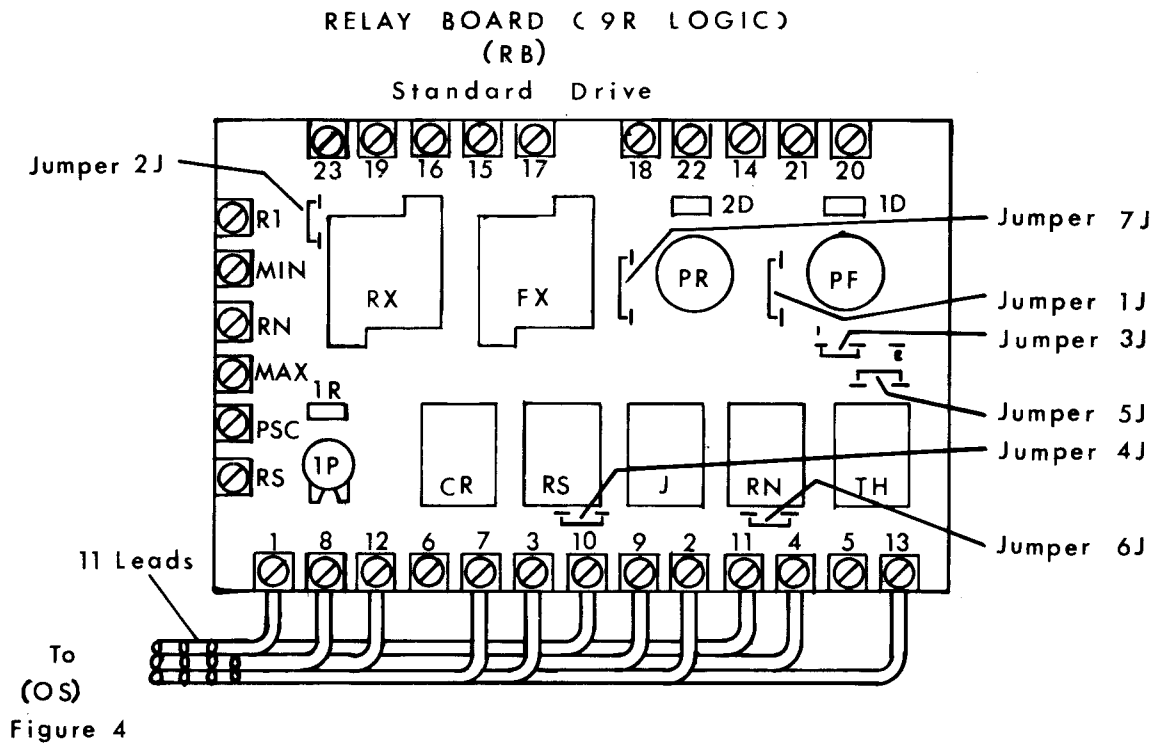 RELAY BOARD (9R LOGIC)
(RB)
Standard Drive
23 19 16 15 17 18 22 14 21 20
Jumper 2J
R1
2D
1D
Jumper 7J
MIN
PR
PF
RX
FX
Jumper 1J
RN
Jumper 3J
MAX
1R
Jumper 5J
PSC
Jumper 4J
1P
RS
CR
RS
J
RN
TH
1 8 12 6 7 3 10 9 2 11 4 5 13
Jumper 6J
11 Leads
To
(OS)
Figure 4